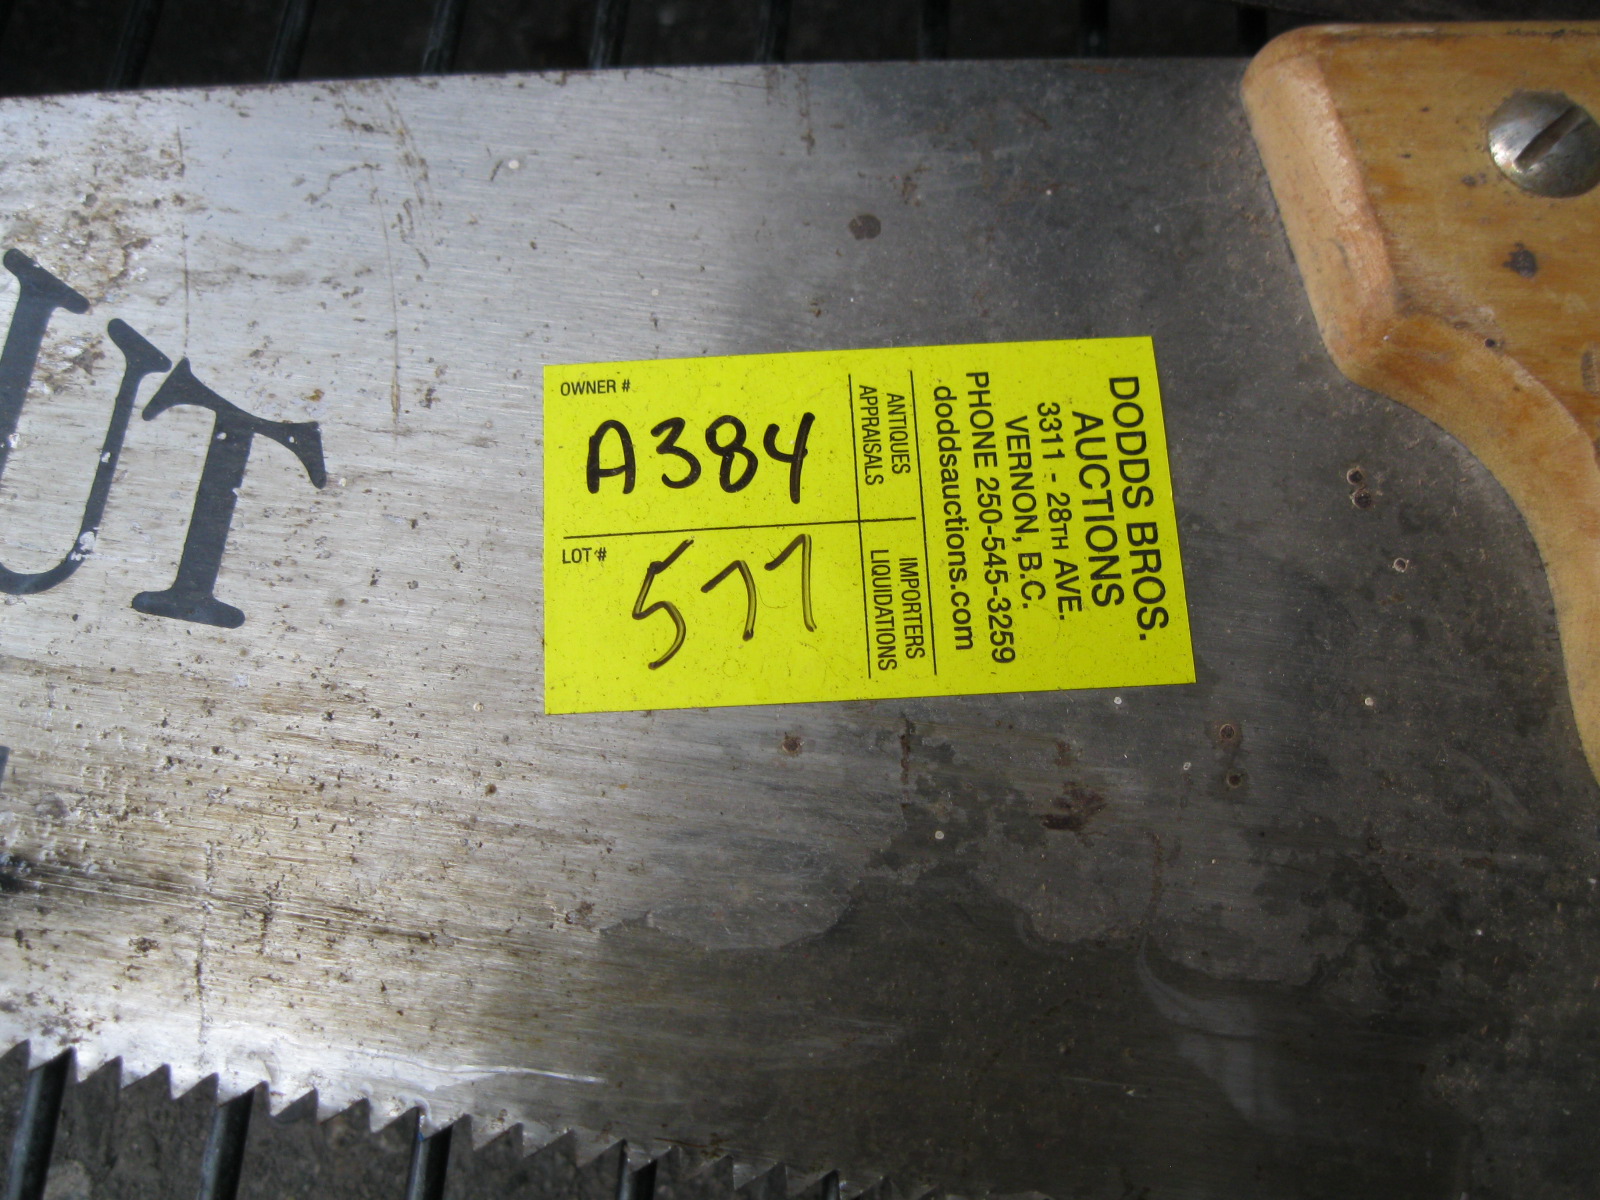 UT
OWNER #
A384
LOT #
577
ANTIQUES
APPRAISALS
IMPORTERS
LIQUIDATIONS
DODDS BROS.
AUCTIONS
3311 - 28TH AVE.
VERNON, B.C.
PHONE 250-545-3259
doddsauctions.com